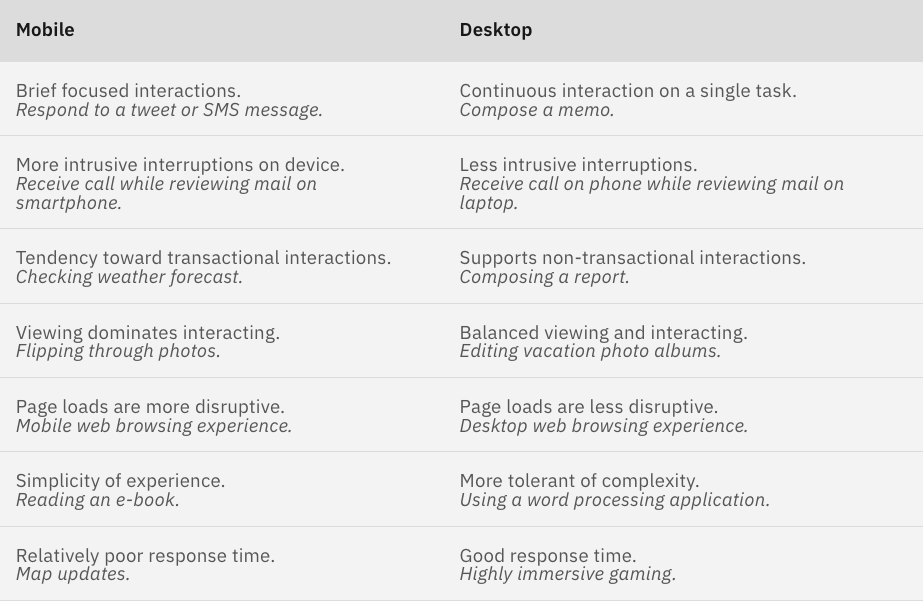 Mobile
Desktop
Brief focused interactions.
Respond to a tweet or SMS message.
Continuous interaction on a single task.
Compose a memo.
More intrusive interruptions on device.
Receive call while reviewing mail on
smartphone.
Less intrusive interruptions.
Receive call on phone while reviewing mail on
laptop.
Tendency toward transactional interactions.
Checking weather forecast.
Supports non-transactional interactions.
Composing a report.
Viewing dominates interacting.
Flipping through photos.
Balanced viewing and interacting.
Editing vacation photo albums.
Page loads are more disruptive.
Mobile web browsing experience.
Page loads are less disruptive.
Desktop web browsing experience.
Simplicity of experience.
Reading an e-book.
More tolerant of complexity.
Using a word processing application.
Relatively poor response time.
Map updates.
Good response time.
Highly immersive gaming.